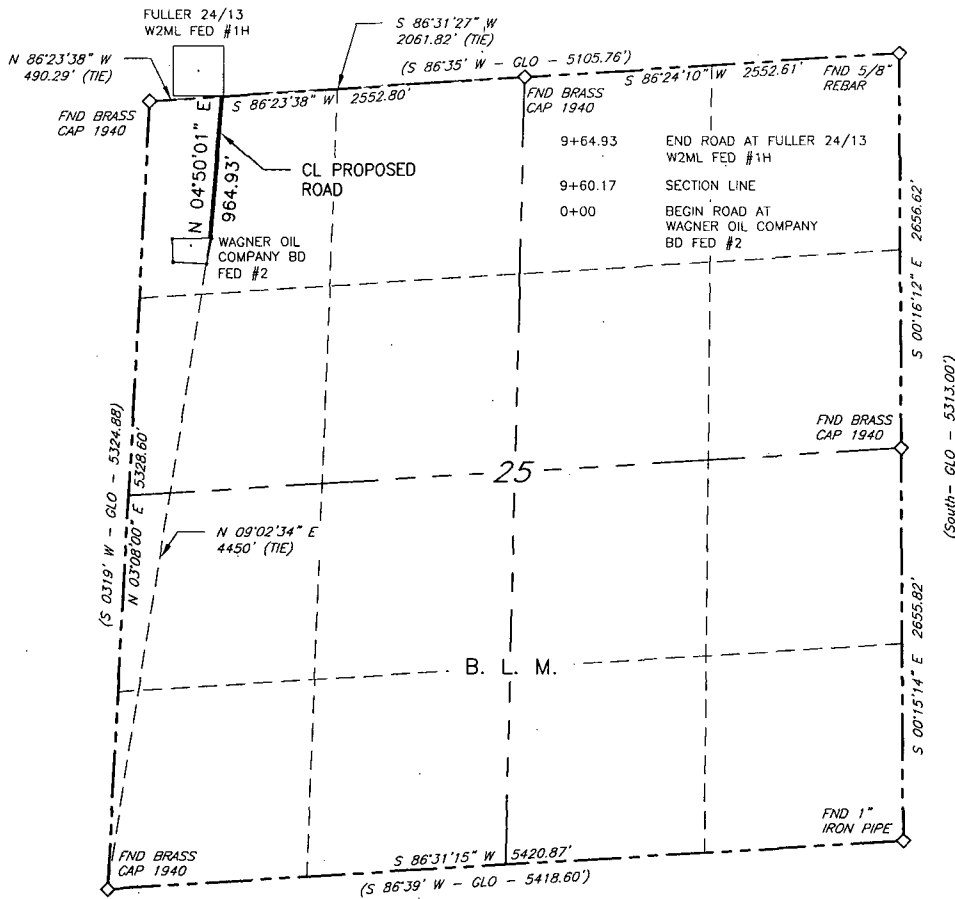 FULLER 24/13
W2ML FED #1H
N 86°23'38" W
490.29' (TIE)
S 86°31'27" W
2061.82' (TIE)
(S 86°35' W - GLO - 5105.76')
S 86°23'38" W 2552.80'
S 86°24'10" W 2552.61'
FND 5/8"
REBAR
FND BRASS
CAP 1940
FND BRASS
CAP 1940
N 04°50'01" E
964.93'
CL PROPOSED
ROAD
9+64.93 END ROAD AT FULLER 24/13
W2ML FED #1H
9+60.17 SECTION LINE
0+00 BEGIN ROAD AT
WAGNER OIL COMPANY
BD FED #2
WAGNER OIL
COMPANY BD
FED #2
S 00°16'12" E 2656.62'
(South- GLO - 5313.00')
FND BRASS
CAP 1940
25
(S 0319' W - GLO - 5324.88)
N 03°08'00" E 5328.60'
N 09°02'34" E
4450' (TIE)
B. L. M.
S 00°15'14" E 2655.82'
FND 1"
IRON PIPE
FND BRASS
CAP 1940
S 86°31'15" W 5420.87'
(S 86°39' W - GLO - 5418.60')